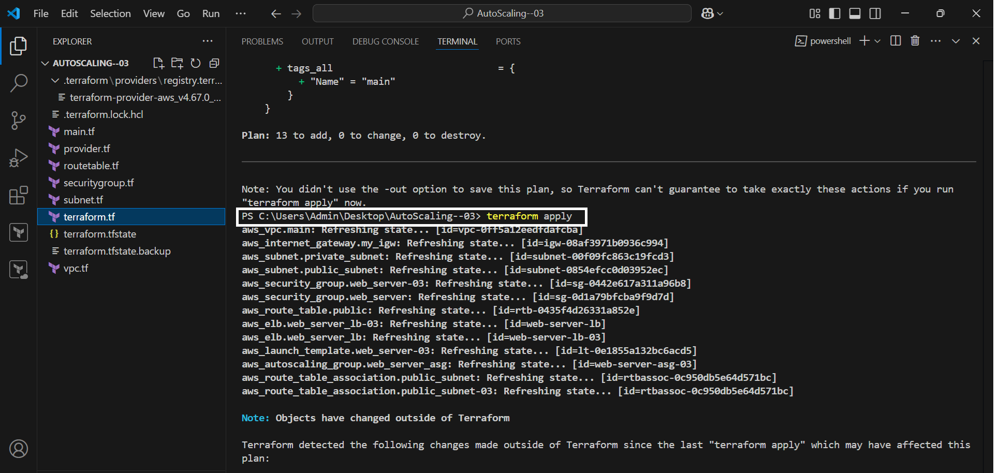 File Edit Selection View Go Run ··· AutoScaling--03
EXPLORER ···
AUTOSCALING--03
.terraform\providers\registry.terr...
terraform-provider-aws_v4.67.0_...
.terraform.lock.hcl
main.tf
provider.tf
routetable.tf
securitygroup.tf
subnet.tf
terraform.tf
{} terraform.tfstate
terraform.tfstate.backup
vpc.tf
PROBLEMS OUTPUT DEBUG CONSOLE TERMINAL PORTS powershell ···
+ tags_all = {
+ "Name" = "main"
}
}
Plan: 13 to add, 0 to change, 0 to destroy.
Note: You didn't use the -out option to save this plan, so Terraform can't guarantee to take exactly these actions if you run
"terraform apply" now.
PS C:\Users\Admin\Desktop\AutoScaling--03> terraform apply
aws_vpc.main: Refreshing state... [id=vpc-0ff5a12eedfdafcba]
aws_internet_gateway.my_igw: Refreshing state... [id=igw-08af3971b0936c994]
aws_subnet.private_subnet: Refreshing state... [id=subnet-00f09fc863c19fcd3]
aws_subnet.public_subnet: Refreshing state... [id=subnet-0854efcc0d03952ec]
aws_security_group.web_server-03: Refreshing state... [id=sg-0442e617a311a96b8]
aws_security_group.web_server: Refreshing state... [id=sg-0d1a79bfcba9f9d7d]
aws_route_table.public: Refreshing state... [id=rtb-0435f4d26331a852e]
aws_elb.web_server_lb-03: Refreshing state... [id=web-server-lb]
aws_elb.web_server_lb: Refreshing state... [id=web-server-lb-03]
aws_launch_template.web_server-03: Refreshing state... [id=lt-0e1855a132bc6acd5]
aws_autoscaling_group.web_server_asg: Refreshing state... [id=web-server-asg-03]
aws_route_table_association.public_subnet: Refreshing state... [id=rtbassoc-0c950db5e64d571bc]
aws_route_table_association.public_subnet-03: Refreshing state... [id=rtbassoc-0c950db5e64d571bc]
Note: Objects have changed outside of Terraform
Terraform detected the following changes made outside of Terraform since the last "terraform apply" which may have affected this
plan: